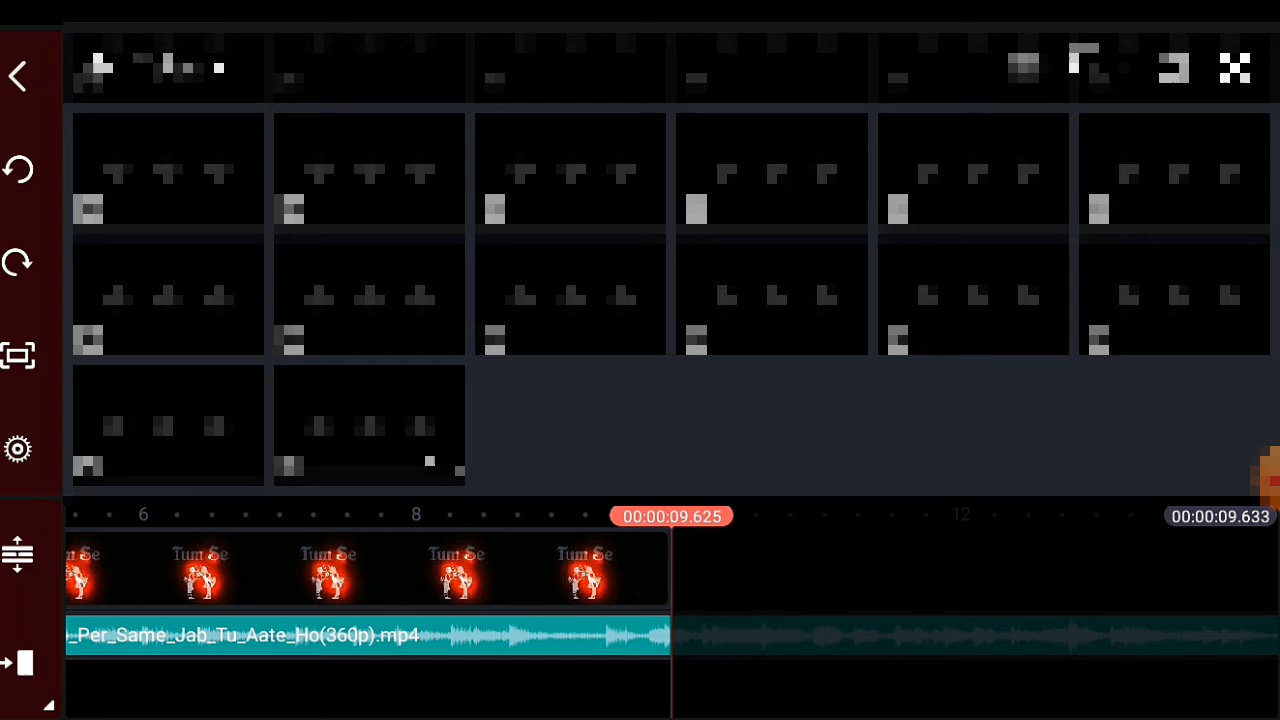 6 8 00:00:09.625 12 00:00:09.633
Se Tum Se Tum Se Tum Se Tum Se
_Per_Same_Jab_Tu_Aate_Ho(360p).mp4